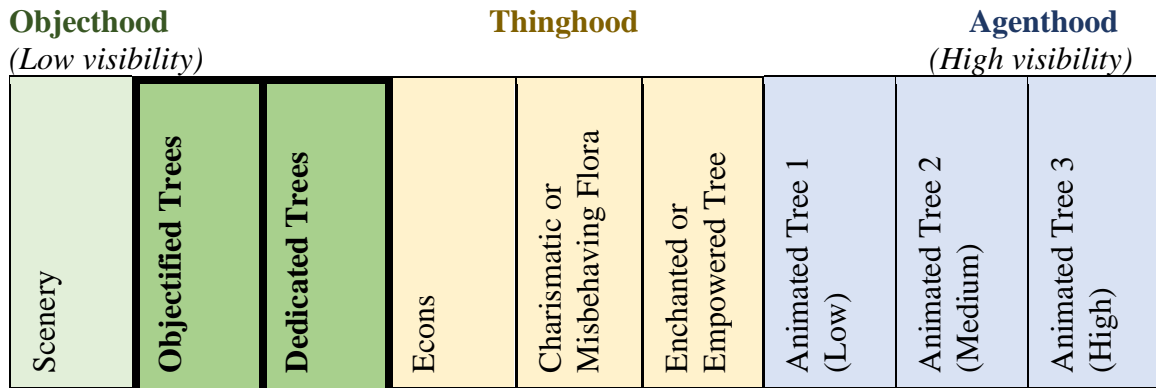 Objecthood Thinghood Agenthood
(Low visibility) (High visibility)
Scenery
Objectified Trees
Dedicated Trees
Econs
Charismatic or
Misbehaving Flora
Enchanted or
Empowered Tree
Animated Tree 1
(Low)
Animated Tree 2
(Medium)
Animated Tree 3
(High)